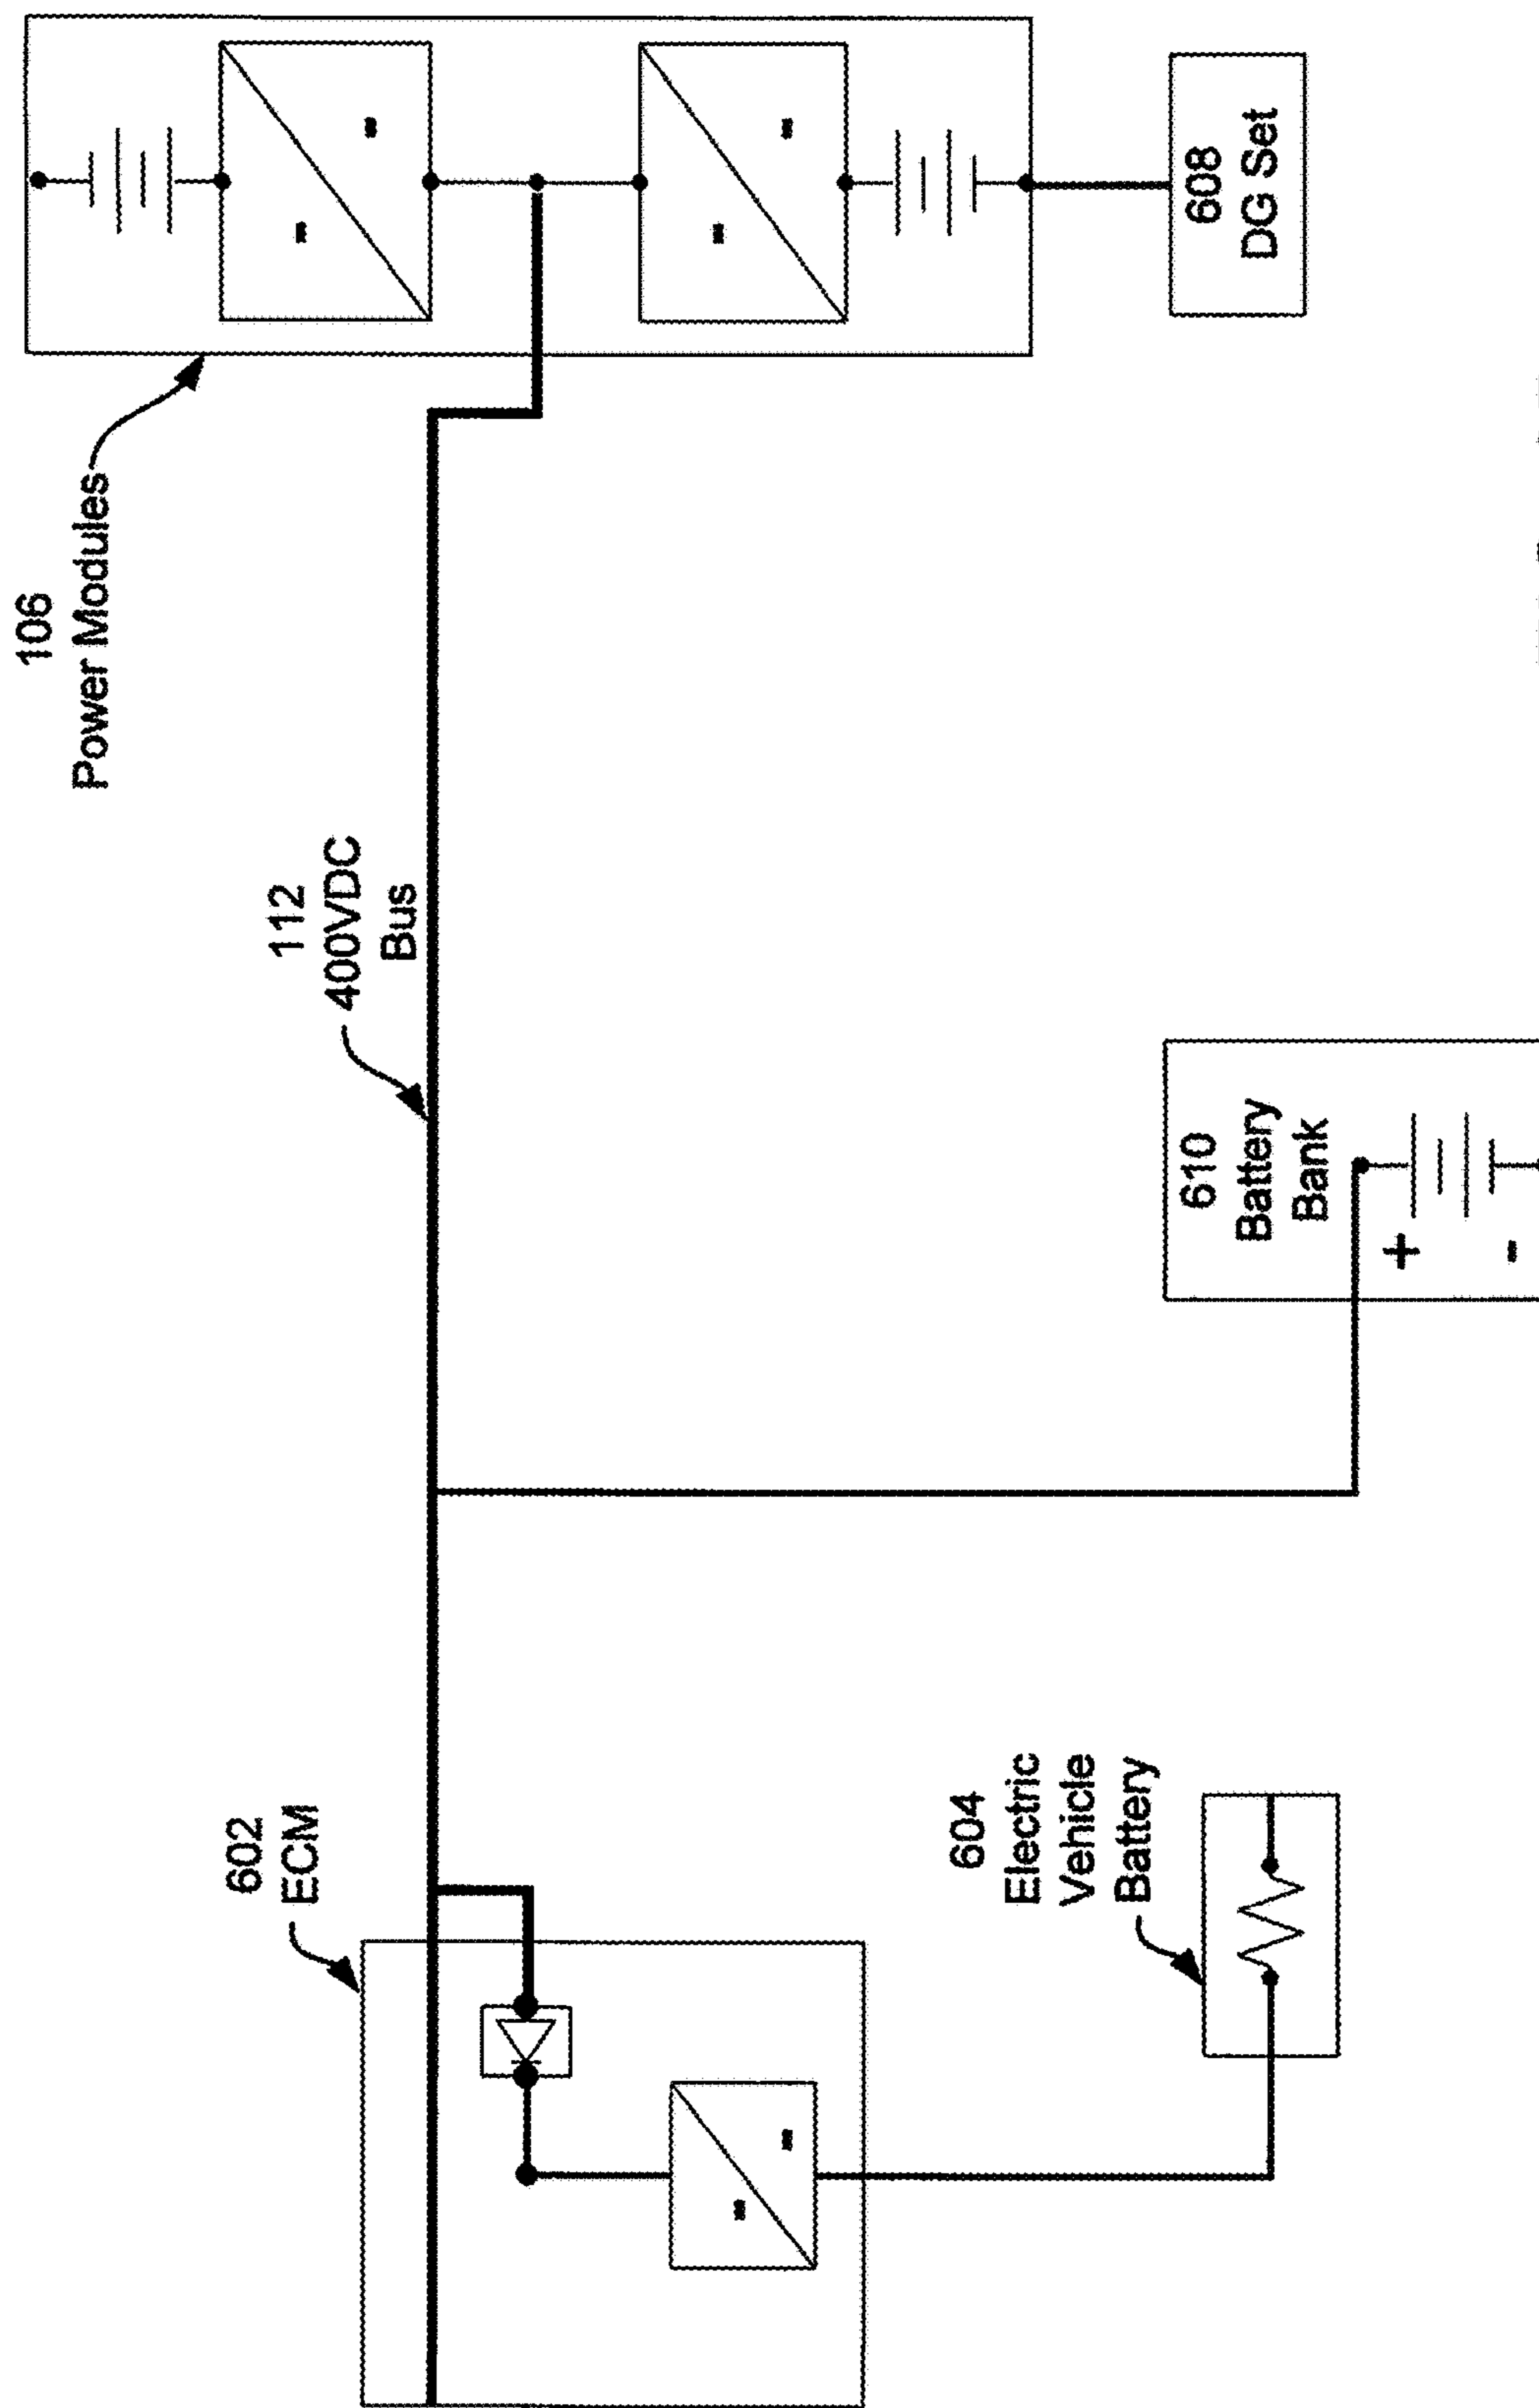 106
Power Modules
112
400VDC
Bus
608
DG Set
610
Battery
Bank
+
-
602
ECM
604
Electric
Vehicle
Battery